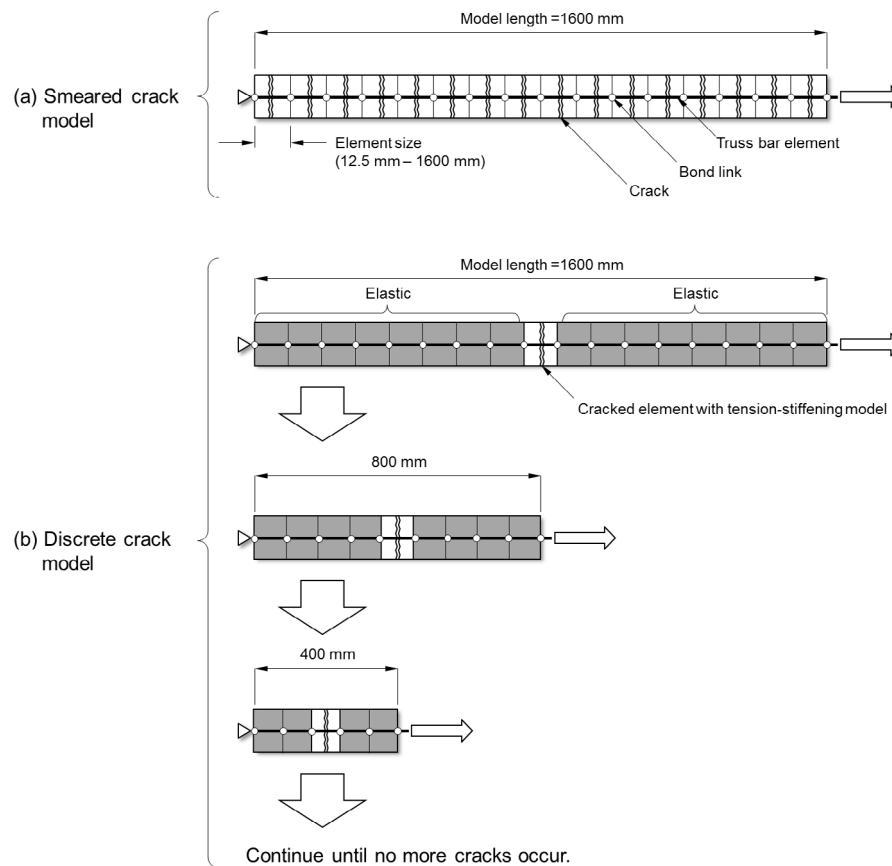 Model length =1600 mm
(a) Smeared crack
model
Element size
(12.5 mm – 1600 mm)
Truss bar element
Bond link
Crack
Model length =1600 mm
Elastic
Elastic
Cracked element with tension-stiffening model
800 mm
(b) Discrete crack
model
400 mm
Continue until no more cracks occur.